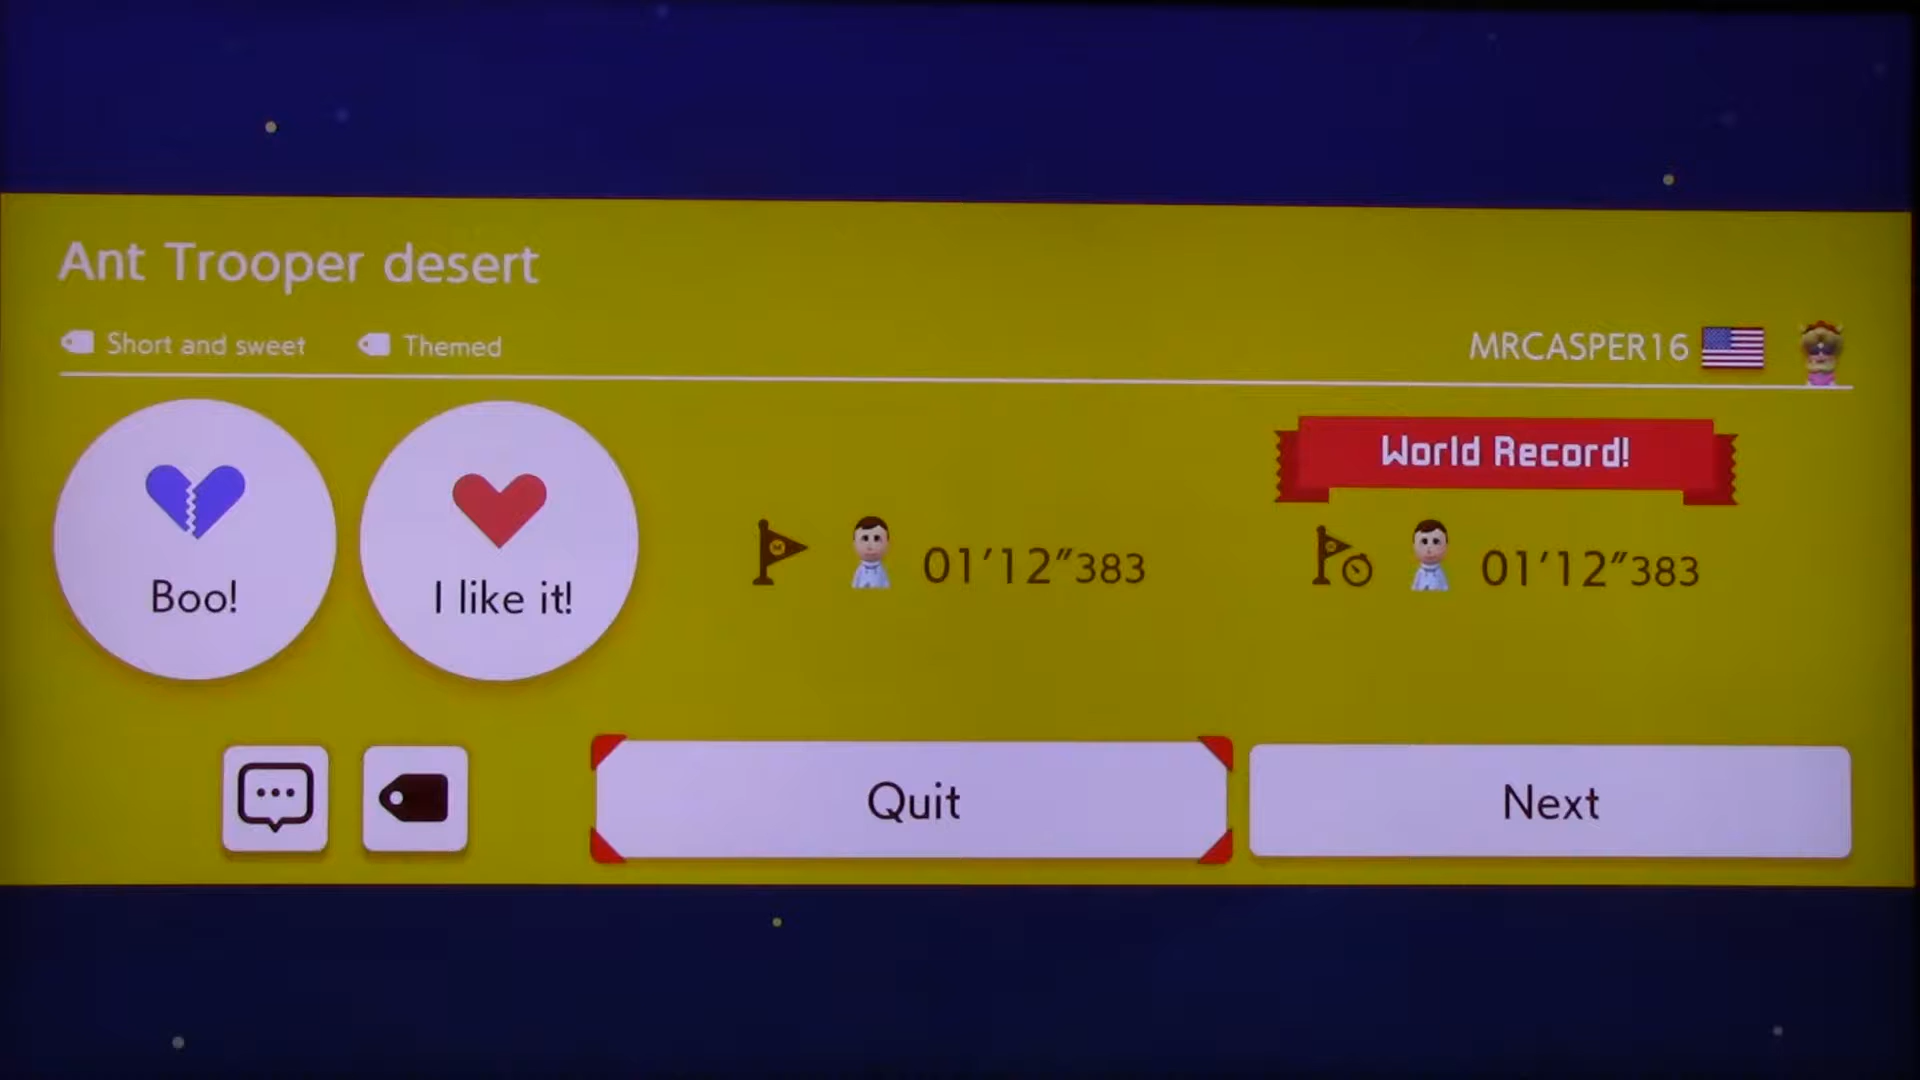 Ant Trooper desert
Short and sweet
Themed
MRCASPER16
World Record!
01'12"383
01'12"383
Boo!
I like it!
Quit
Next